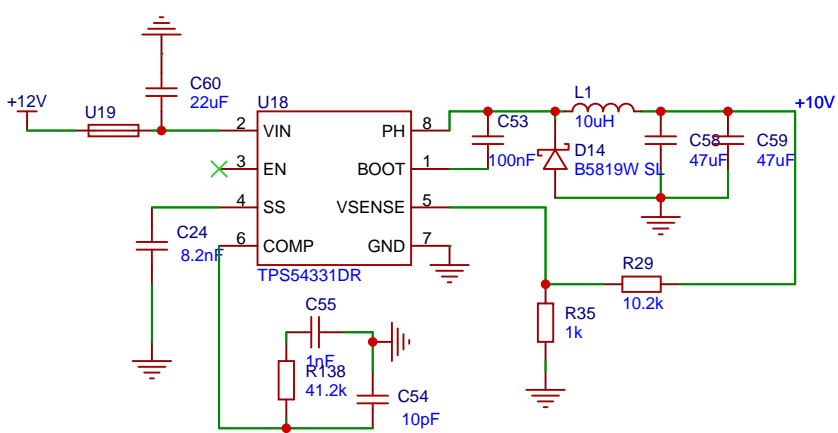 +12V
U19
C60
22uF
U18
2
VIN
PH
8
3
EN
BOOT
1
4
SS
VSENSE
5
6
COMP
GND
7
TPS54331DR
C24
8.2nF
C53
100nF
L1
10uH
D14
B5819W SL
C58
47uF
C59
47uF
+10V
R29
10.2k
R35
1k
C55
1nF
R138
41.2k
C54
10pF